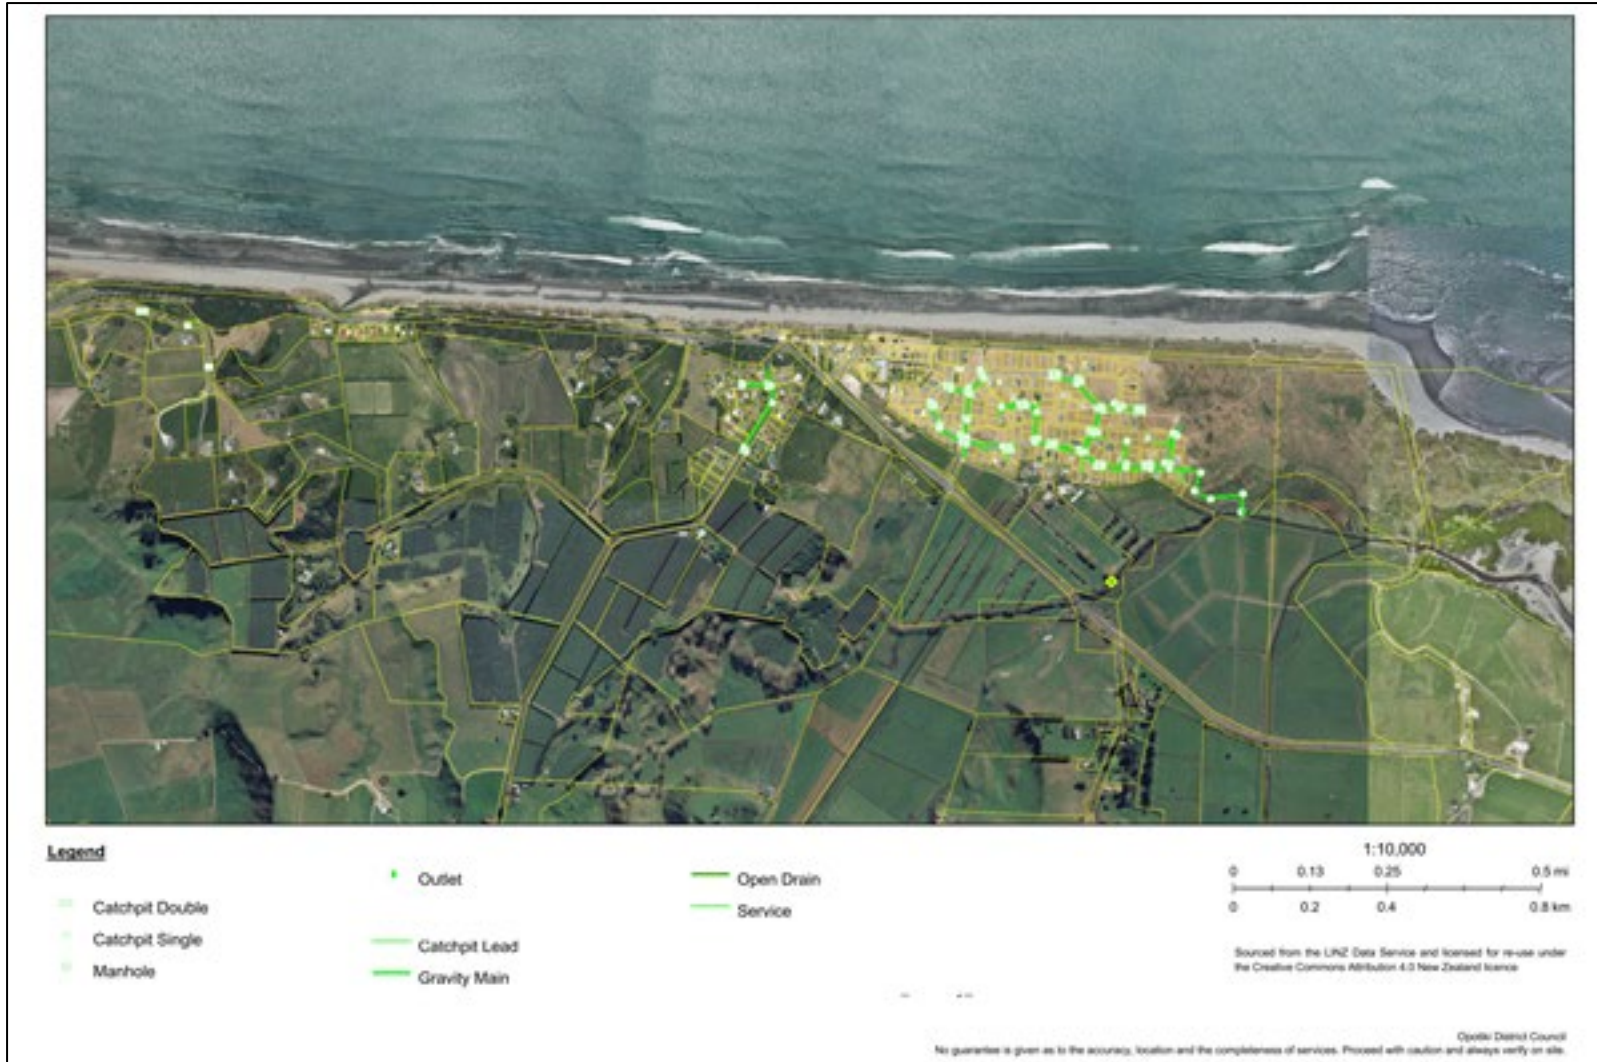 Legend
Catchpit Double
Catchpit Single
Manhole
Outlet
Catchpit Lead
Gravity Main
Open Drain
Service
1:10,000
0 0.13 0.25 0.5 mi
0 0.2 0.4 0.8 km
Sourced from the LINZ Data Service and licensed for re-use under
the Creative Commons Attribution 4.0 New Zealand licence
Opotiki District Council
No guarantee is given as to the accuracy, location and the completeness of services. Proceed with caution and always verify on site.